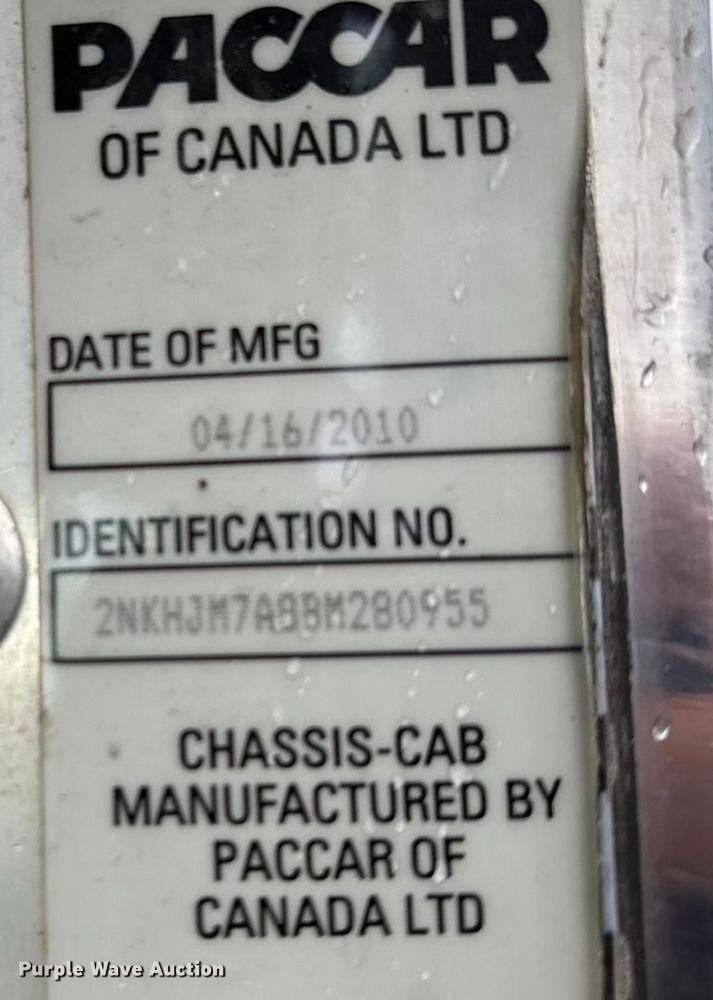 PACCAR
OF CANADA LTD
DATE OF MFG
04/16/2010
IDENTIFICATION NO.
2NKHJM7A8BM280955
CHASSIS-CAB
MANUFACTURED BY
PACCAR OF
CANADA LTD
Purple Wave Auction